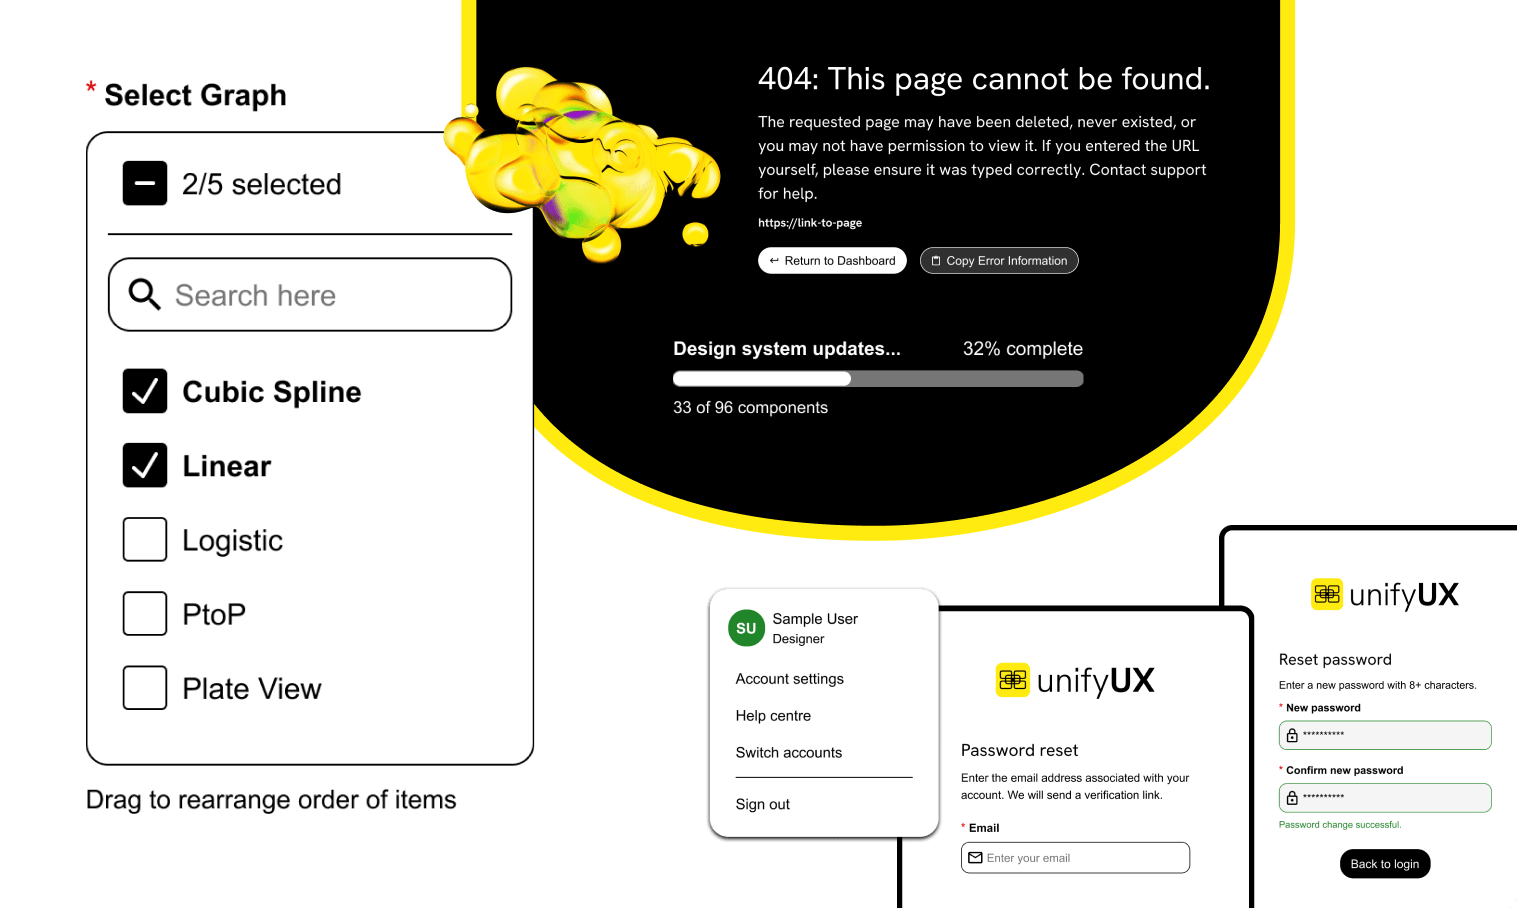 * Select Graph
2/5 selected
Search here
Cubic Spline
Linear
Logistic
PtoP
Plate View
Drag to rearrange order of items
404: This page cannot be found.
The requested page may have been deleted, never existed, or
you may not have permission to view it. If you entered the URL
yourself, please ensure it was typed correctly. Contact support
for help.
https://link-to-page
Return to Dashboard
Copy Error Information
Design system updates... 32% complete
33 of 96 components
SU
Sample User
Designer
Account settings
Help centre
Switch accounts
Sign out
unifyUX
Password reset
Enter the email address associated with your
account. We will send a verification link.
* Email
Enter your email
unifyUX
Reset password
Enter a new password with 8+ characters.
* New password
**********
* Confirm new password
**********
Password change successful.
Back to login